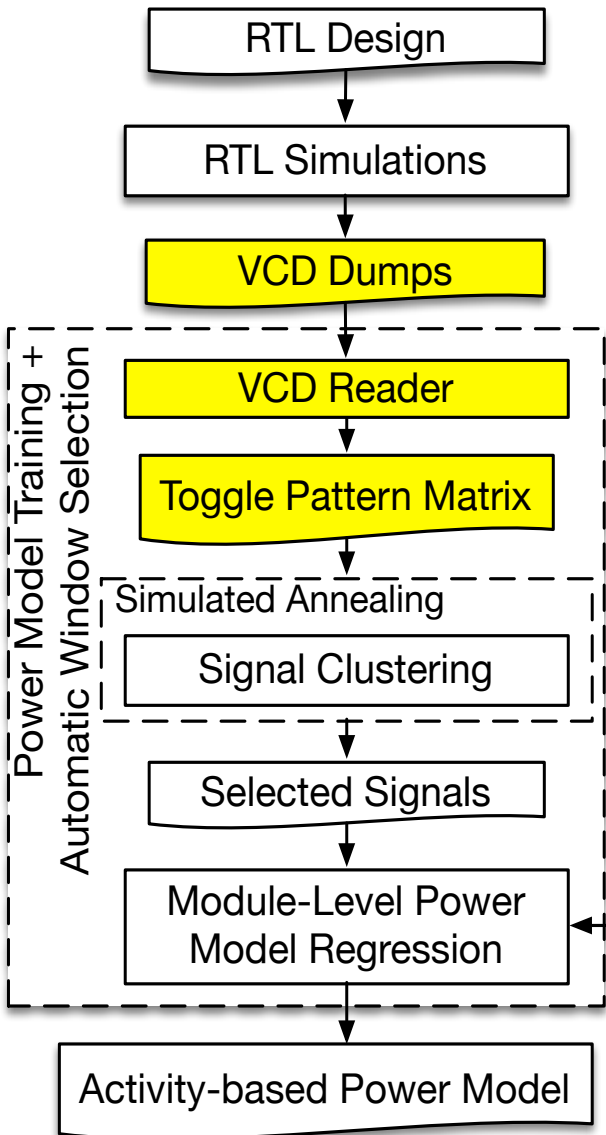 RTL Design
RTL Simulations
VCD Dumps
Power Model Training +
Automatic Window Selection
VCD Reader
Toggle Pattern Matrix
Simulated Annealing
Signal Clustering
Selected Signals
Module-Level Power
Model Regression
Activity-based Power Model